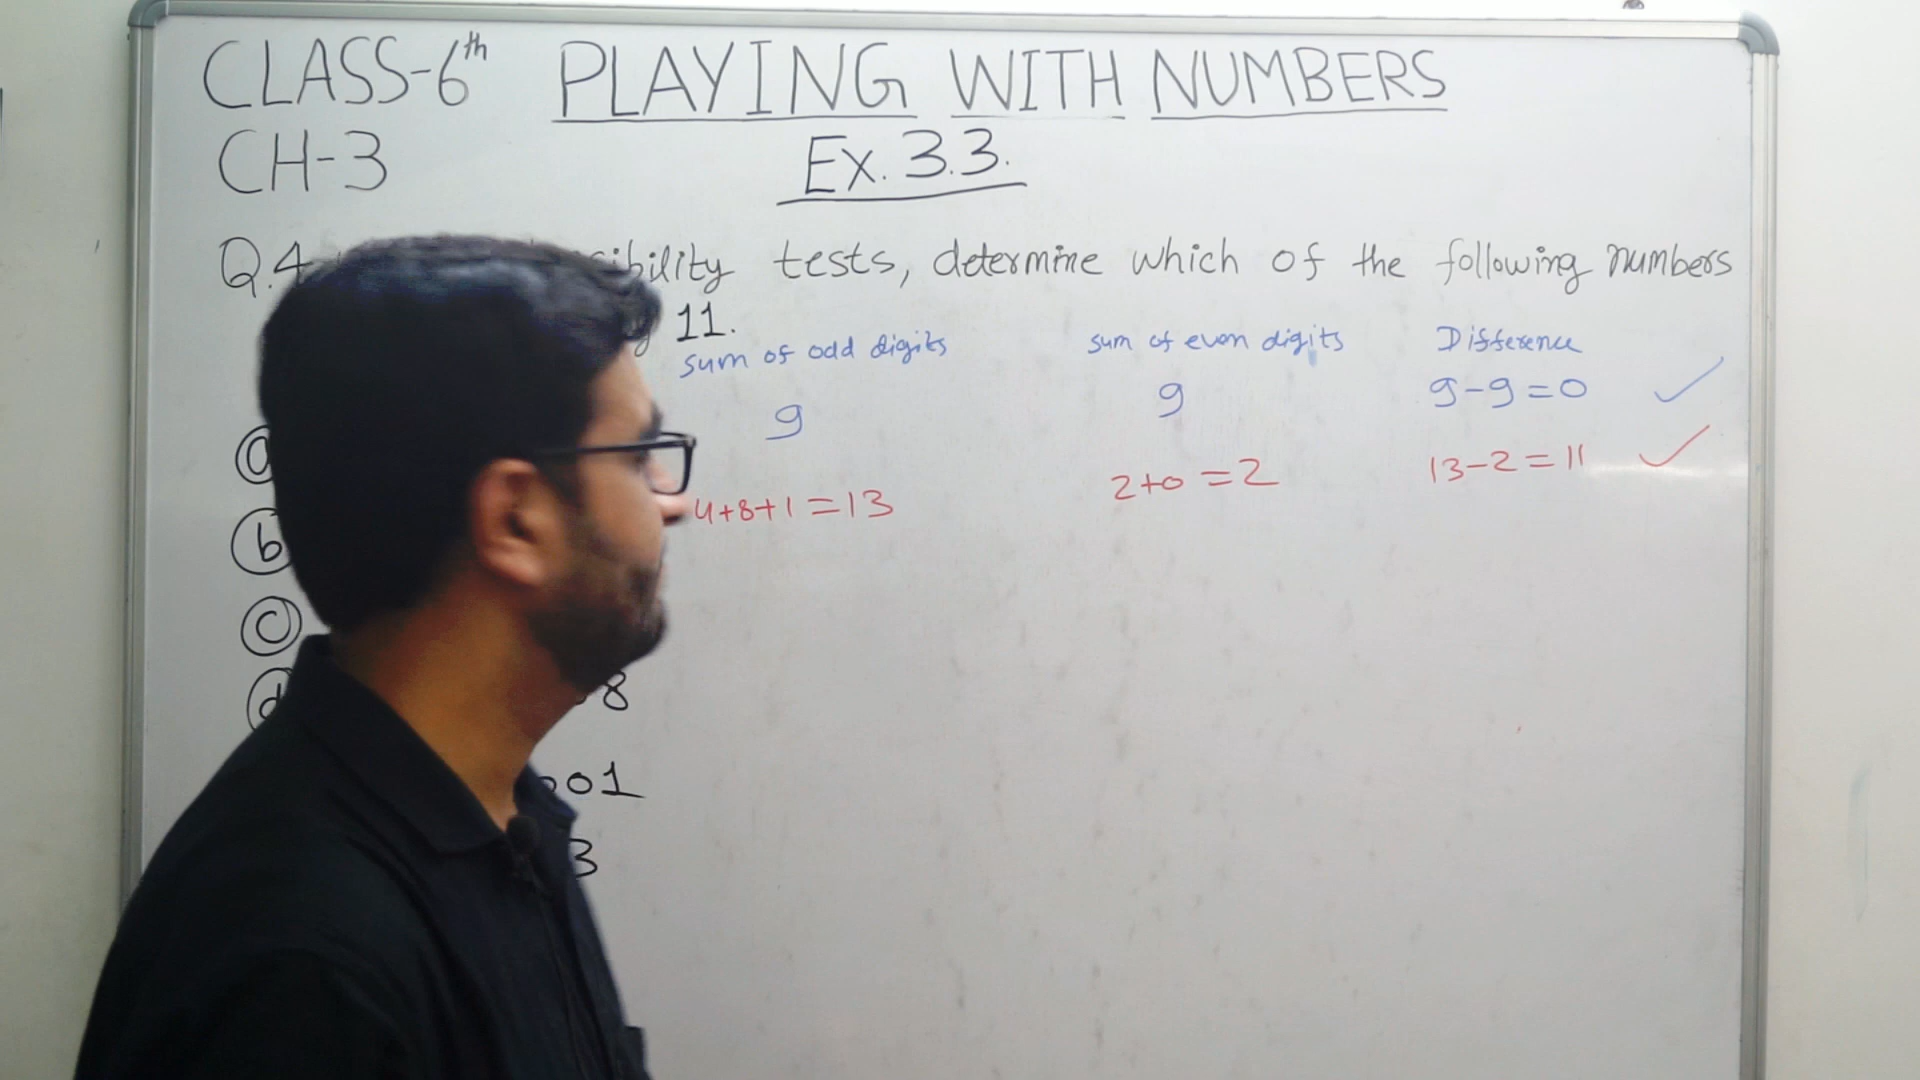 CLASS-6th PLAYING WITH NUMBERS
CH-3 Ex. 3.3.
Q.4 tests, determine which of the following numbers
11.
sum of odd digits sum of even digits Difference
9 9 9-9=0 ✓
4+8+1=13 2+0=2 13-2=11 ✓
a
b
c
d 8
001
3